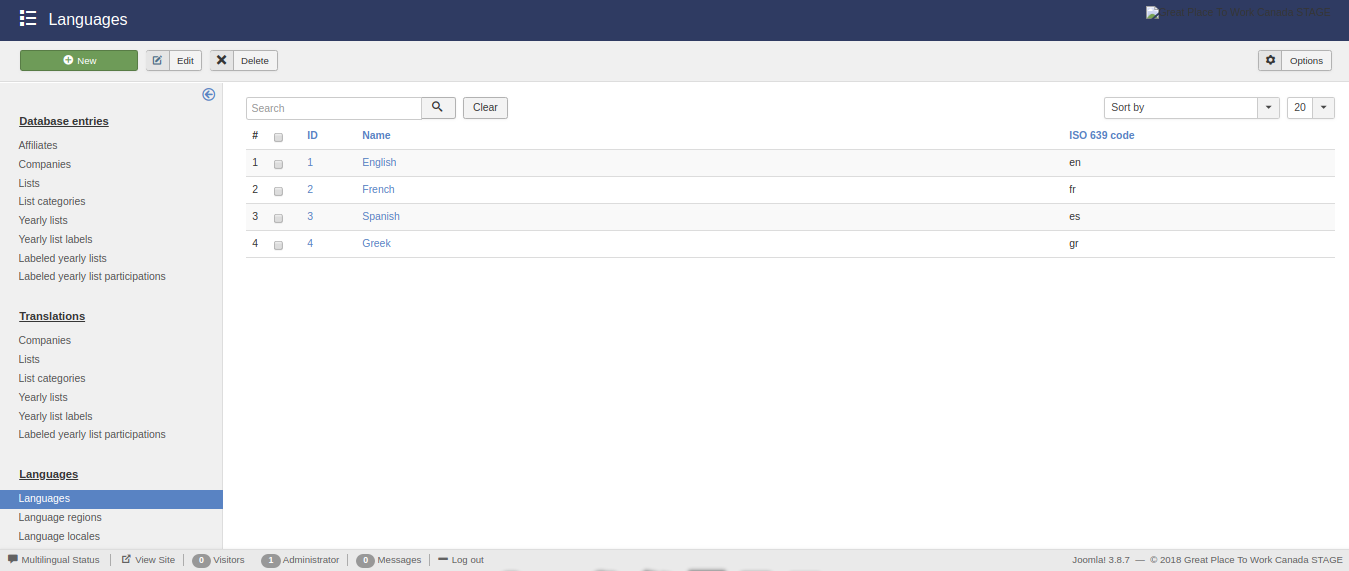 Languages
Great Place To Work Canada STAGE
New
Edit
Delete
Options
Database entries
Affiliates
Companies
Lists
List categories
Yearly lists
Yearly list labels
Labeled yearly lists
Labeled yearly list participations
Translations
Companies
Lists
List categories
Yearly lists
Yearly list labels
Labeled yearly list participations
Languages
Languages
Language regions
Language locales
Search
Clear
Sort by
20
# ID Name ISO 639 code
1 1 English en
2 2 French fr
3 3 Spanish es
4 4 Greek gr
Multilingual Status View Site 0 Visitors 1 Administrator 0 Messages Log out
Joomla! 3.8.7 — © 2018 Great Place To Work Canada STAGE